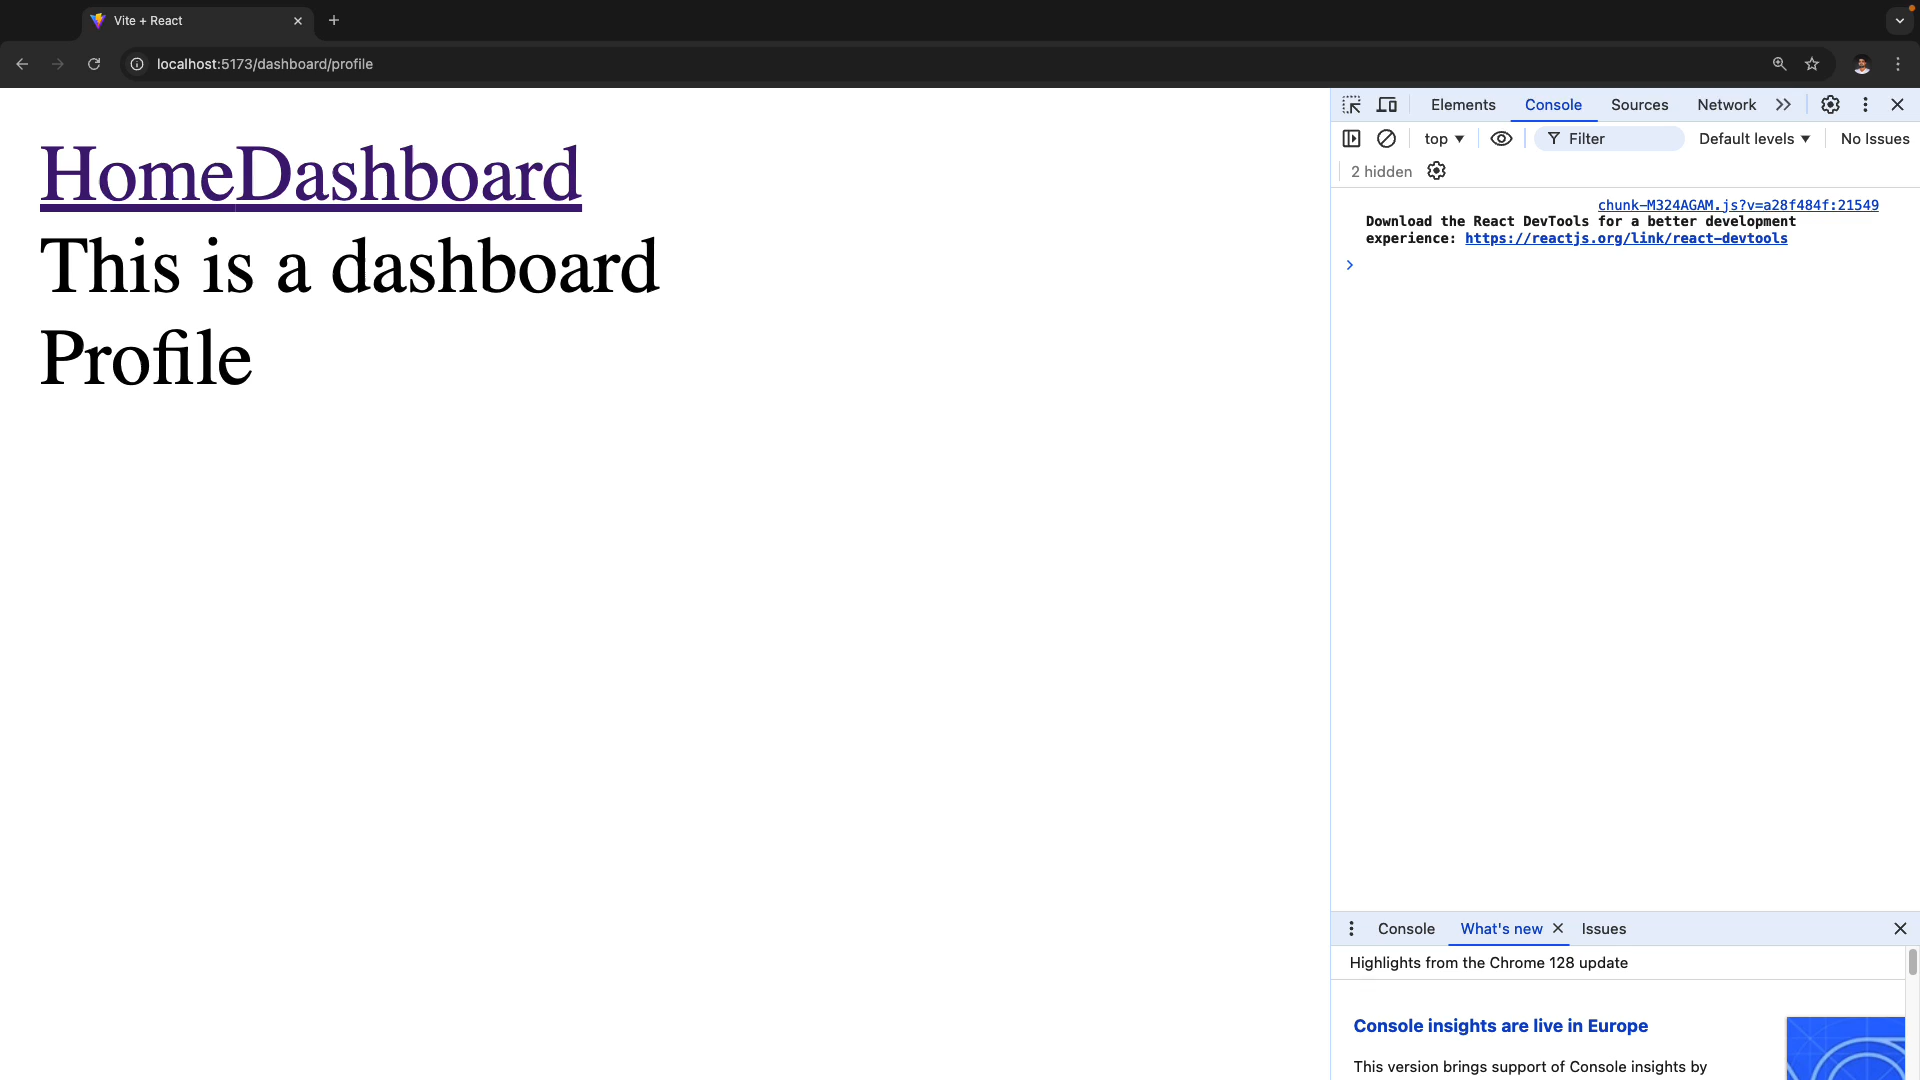 Vite + React
localhost:5173/dashboard/profile
HomeDashboard
This is a dashboard
Profile
Elements Console Sources Network
top Filter Default levels No Issues
2 hidden
chunk-M324AGAM.js?v=a28f484f:21549
Download the React DevTools for a better development
experience: https://reactjs.org/link/react-devtools
Console What's new Issues
Highlights from the Chrome 128 update
Console insights are live in Europe
This version brings support of Console insights by